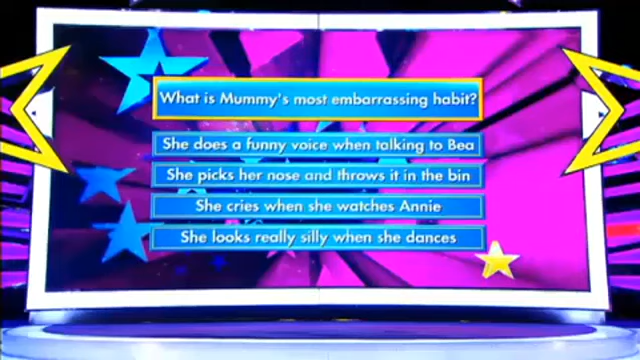 What is Mummy's most embarrassing habit?
She does a funny voice when talking to Bea
She picks her nose and throws it in the bin
She cries when she watches Annie
She looks really silly when she dances